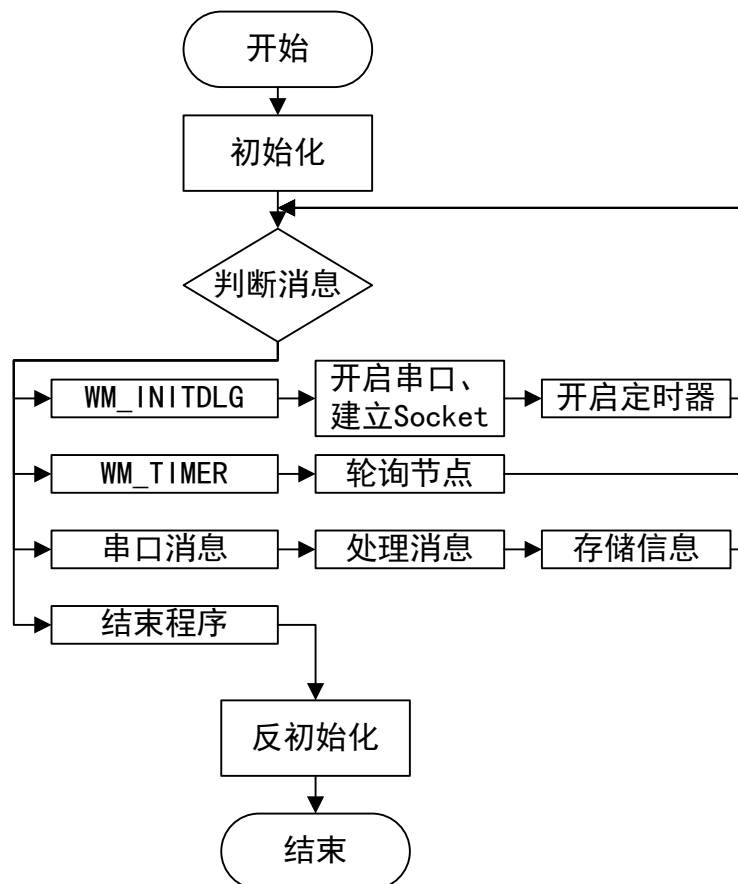 开始
初始化
判断消息
WM_INITDLG
开启串口、
建立Socket
开启定时器
WM_TIMER
轮询节点
串口消息
处理消息
存储信息
结束程序
反初始化
结束